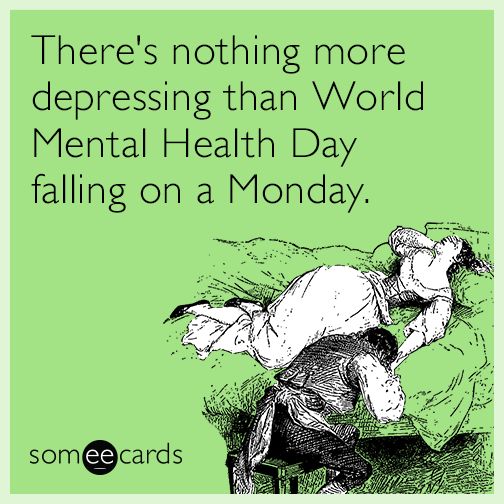 There's nothing more
depressing than World
Mental Health Day
falling on a Monday.
someecards